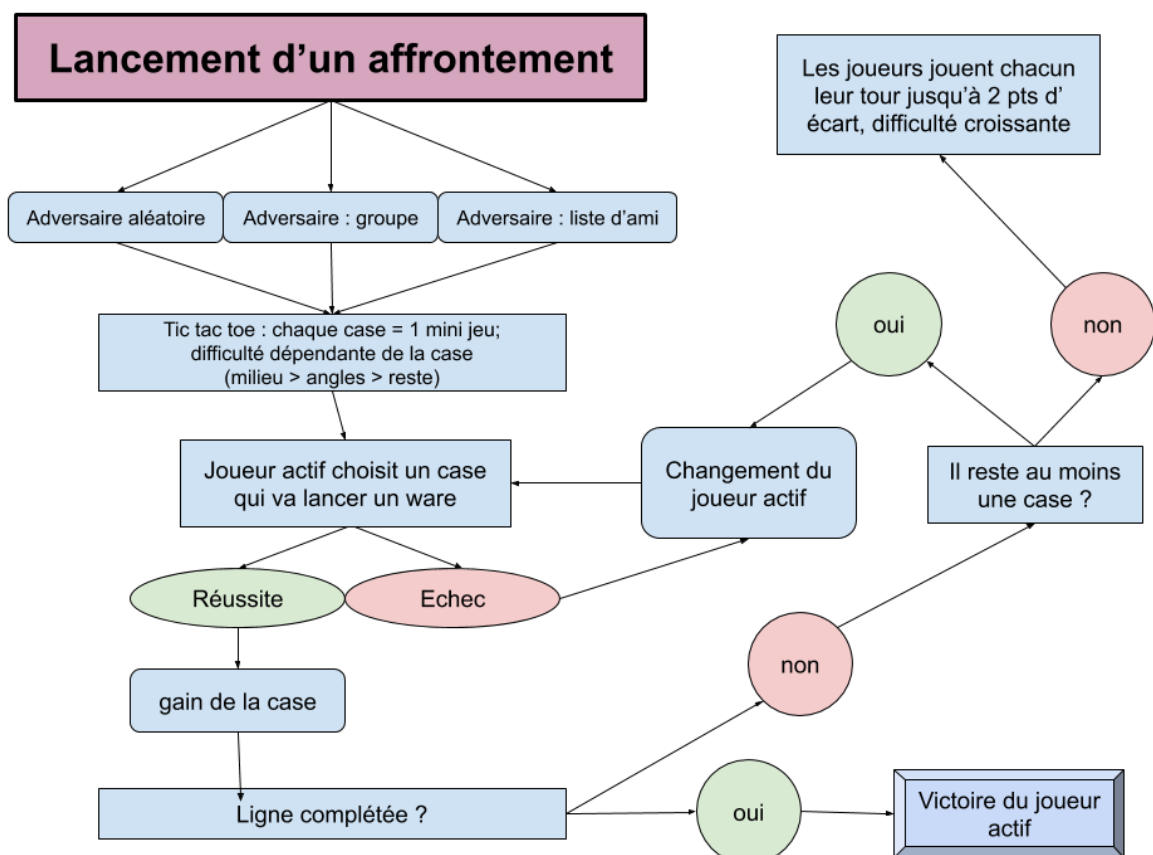 Lancement d’un affrontement
Les joueurs jouent chacun
leur tour jusqu’à 2 pts d’
écart, difficulté croissante
Adversaire aléatoire
Adversaire : groupe
Adversaire : liste d’ami
Tic tac toe : chaque case = 1 mini jeu;
difficulté dépendante de la case
(milieu > angles > reste)
oui
non
Joueur actif choisit un case
qui va lancer un ware
Changement du
joueur actif
Il reste au moins
une case ?
Réussite
Echec
non
gain de la case
Ligne complétée ?
oui
Victoire du joueur
actif